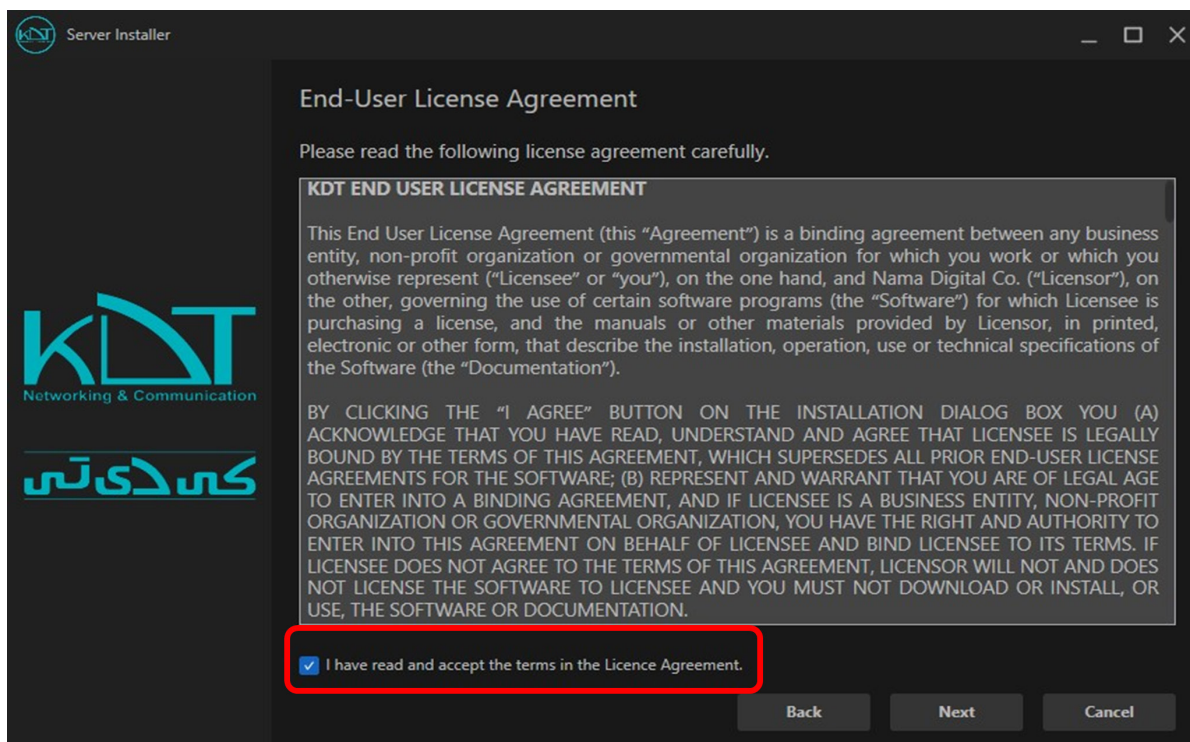 KDT
Server Installer
End-User License Agreement
Please read the following license agreement carefully.
KDT END USER LICENSE AGREEMENT
This End User License Agreement (this “Agreement”) is a binding agreement between any business
entity, non-profit organization or governmental organization for which you work or which you
otherwise represent (“Licensee” or “you”), on the one hand, and Nama Digital Co. (“Licensor”), on
the other, governing the use of certain software programs (the “Software”) for which Licensee is
purchasing a license, and the manuals or other materials provided by Licensor, in printed,
electronic or other form, that describe the installation, operation, use or technical specifications of
the Software (the “Documentation”).
BY CLICKING THE “I AGREE” BUTTON ON THE INSTALLATION DIALOG BOX YOU (A)
ACKNOWLEDGE THAT YOU HAVE READ, UNDERSTAND AND AGREE THAT LICENSEE IS LEGALLY
BOUND BY THE TERMS OF THIS AGREEMENT, WHICH SUPERSEDES ALL PRIOR END-USER LICENSE
AGREEMENTS FOR THE SOFTWARE; (B) REPRESENT AND WARRANT THAT YOU ARE OF LEGAL AGE
TO ENTER INTO A BINDING AGREEMENT, AND IF LICENSEE IS A BUSINESS ENTITY, NON-PROFIT
ORGANIZATION OR GOVERNMENTAL ORGANIZATION, YOU HAVE THE RIGHT AND AUTHORITY TO
ENTER INTO THIS AGREEMENT ON BEHALF OF LICENSEE AND BIND LICENSEE TO ITS TERMS. IF
LICENSEE DOES NOT AGREE TO THE TERMS OF THIS AGREEMENT, LICENSOR WILL NOT AND DOES
NOT LICENSE THE SOFTWARE TO LICENSEE AND YOU MUST NOT DOWNLOAD OR INSTALL, OR
USE, THE SOFTWARE OR DOCUMENTATION.
KDT
Networking & Communication
کی دی تی
I have read and accept the terms in the Licence Agreement.
Back
Next
Cancel